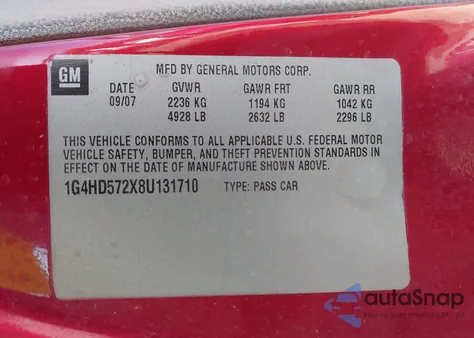 GM
MFD BY GENERAL MOTORS CORP.
DATE GVWR GAWR FRT GAWR RR
09/07 2236 KG 1194 KG 1042 KG
4928 LB 2632 LB 2296 LB
THIS VEHICLE CONFORMS TO ALL APPLICABLE U.S. FEDERAL MOTOR
VEHICLE SAFETY, BUMPER, AND THEFT PREVENTION STANDARDS IN
EFFECT ON THE DATE OF MANUFACTURE SHOWN ABOVE.
1G4HD572X8U131710 TYPE: PASS CAR
autoSnap